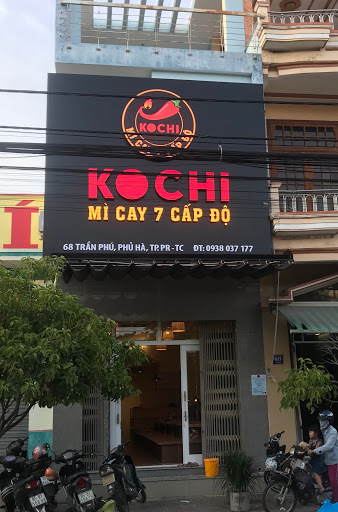 KOCHI
KOCHI
MÌ CAY 7 CẤP ĐỘ
68 TRẦN PHÚ, PHỦ HÀ, TP. PR -TC ĐT: 0938 037 177
Í